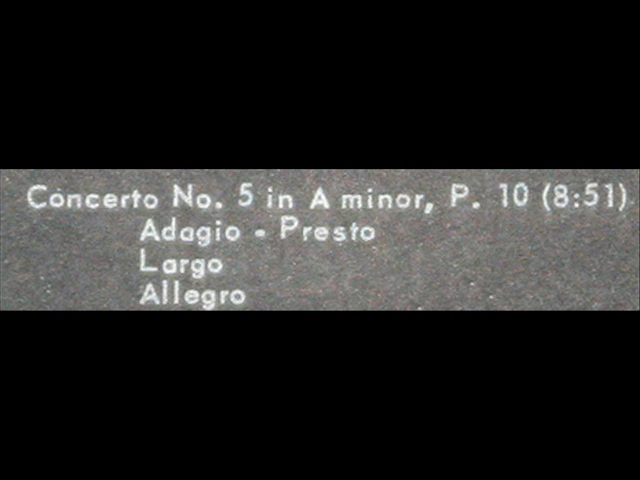 Concerto No. 5 in A minor, P. 10 (8:51)
Adagio - Presto
Largo
Allegro